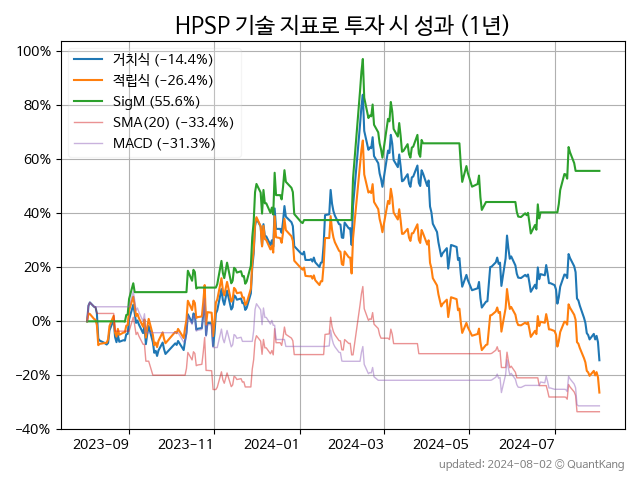 HPSP 기술 지표로 투자 시 성과 (1년)
100%
80%
60%
40%
20%
0%
−20%
−40%
거치식 (−14.4%)
적립식 (−26.4%)
SigM (55.6%)
SMA(20) (−33.4%)
MACD (−31.3%)
2023-09
2023-11
2024-01
2024-03
2024-05
2024-07
updated: 2024-08-02 © QuantKang